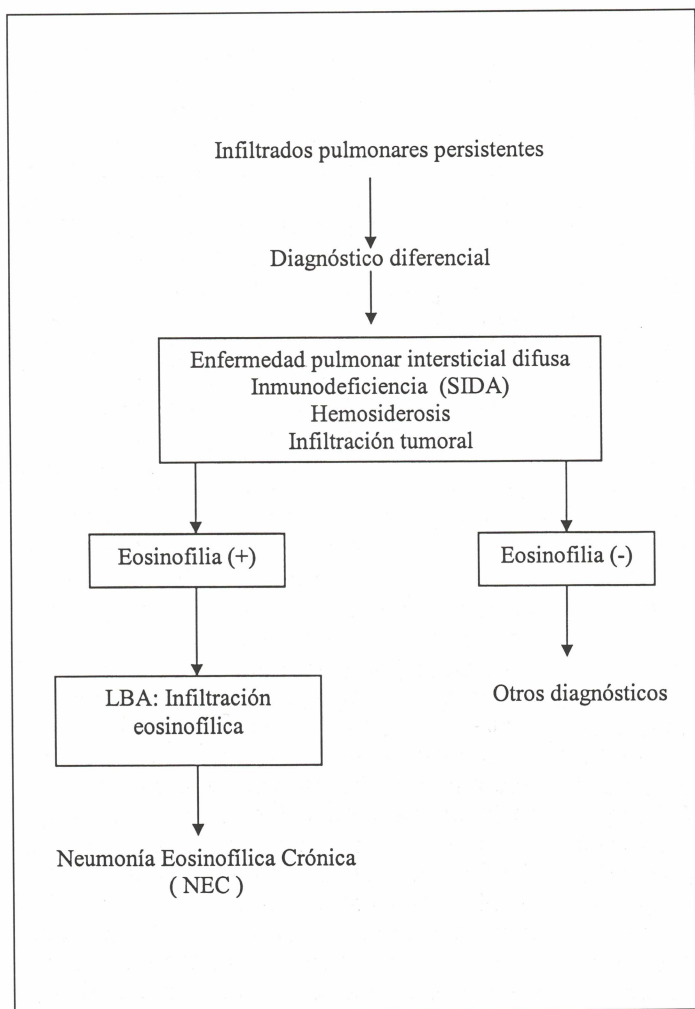 Infiltrados pulmonares persistentes
Diagnóstico diferencial
Enfermedad pulmonar intersticial difusa
Inmunodeficiencia (SIDA)
Hemosiderosis
Infiltración tumoral
Eosinofilia (+)
Eosinofilia (-)
LBA: Infiltración
eosinofílica
Otros diagnósticos
Neumonía Eosinofílica Crónica
( NEC )